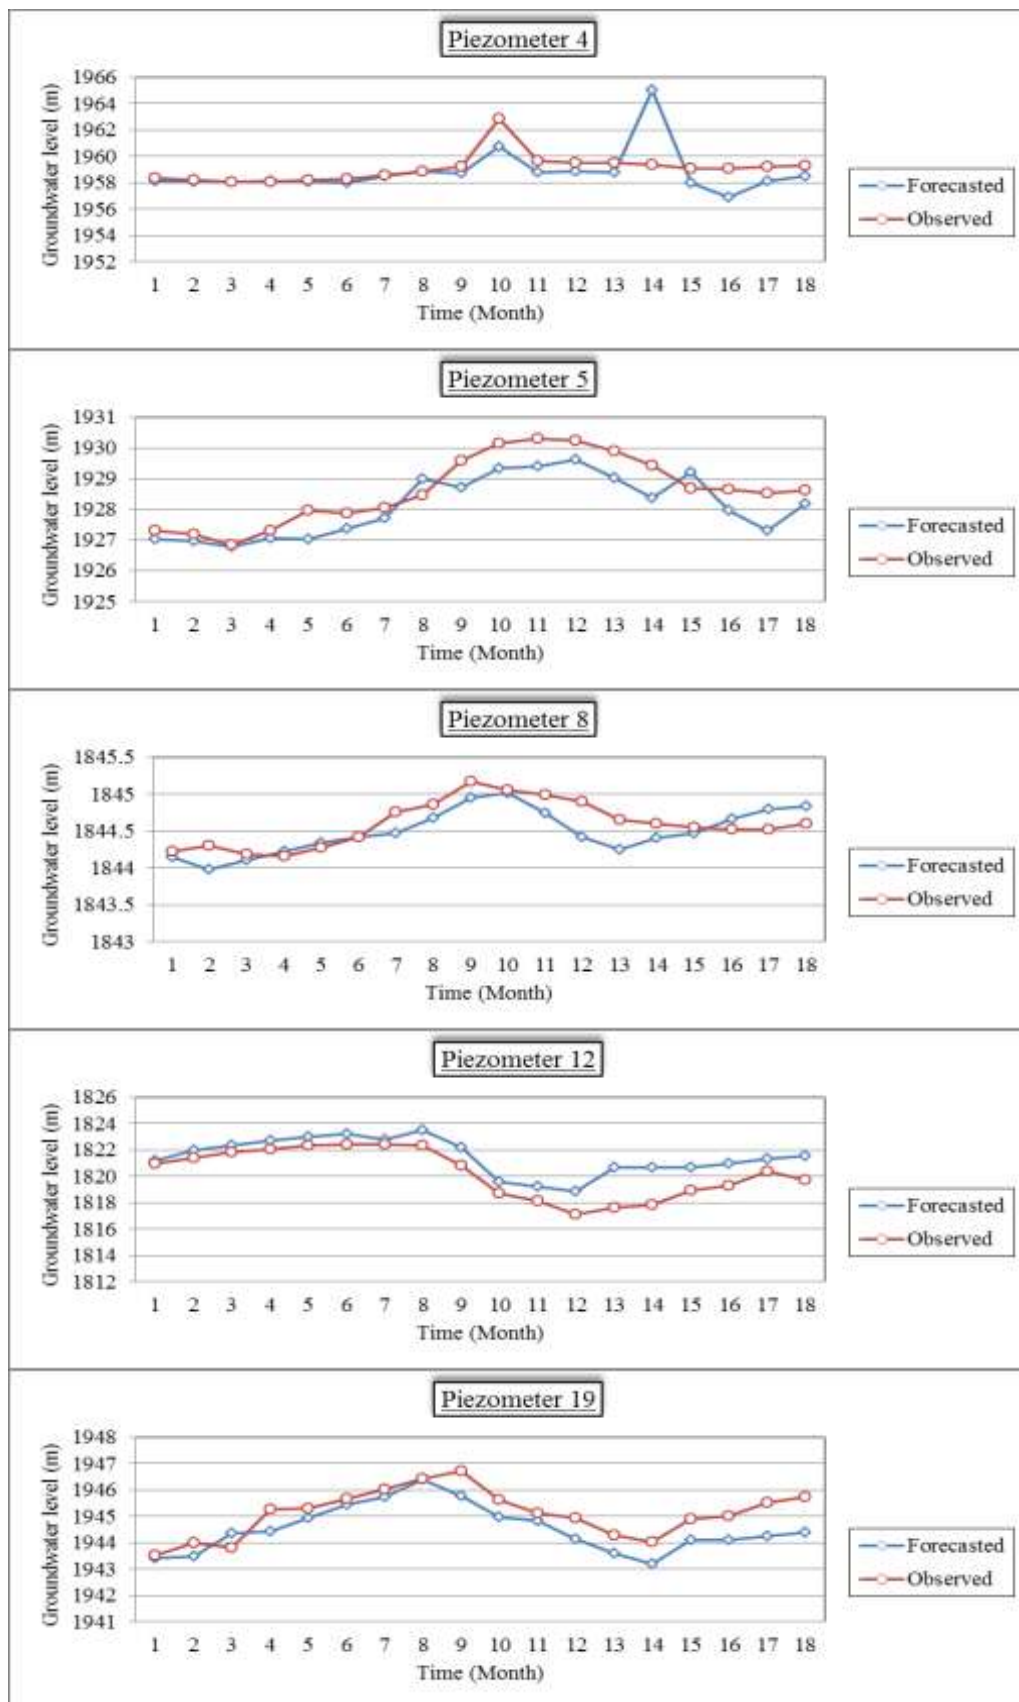 Piezometer 4
Groundwater level (m)
1966
1964
1962
1960
1958
1956
1954
1952
1 2 3 4 5 6 7 8 9 10 11 12 13 14 15 16 17 18
Time (Month)
Forecasted
Observed
Piezometer 5
Groundwater level (m)
1931
1930
1929
1928
1927
1926
1925
1 2 3 4 5 6 7 8 9 10 11 12 13 14 15 16 17 18
Time (Month)
Forecasted
Observed
Piezometer 8
Groundwater level (m)
1845.5
1845
1844.5
1844
1843.5
1843
1 2 3 4 5 6 7 8 9 10 11 12 13 14 15 16 17 18
Time (Month)
Forecasted
Observed
Piezometer 12
Groundwater level (m)
1826
1824
1822
1820
1818
1816
1814
1812
1 2 3 4 5 6 7 8 9 10 11 12 13 14 15 16 17 18
Time (Month)
Forecasted
Observed
Piezometer 19
Groundwater level (m)
1948
1947
1946
1945
1944
1943
1942
1941
1 2 3 4 5 6 7 8 9 10 11 12 13 14 15 16 17 18
Time (Month)
Forecasted
Observed